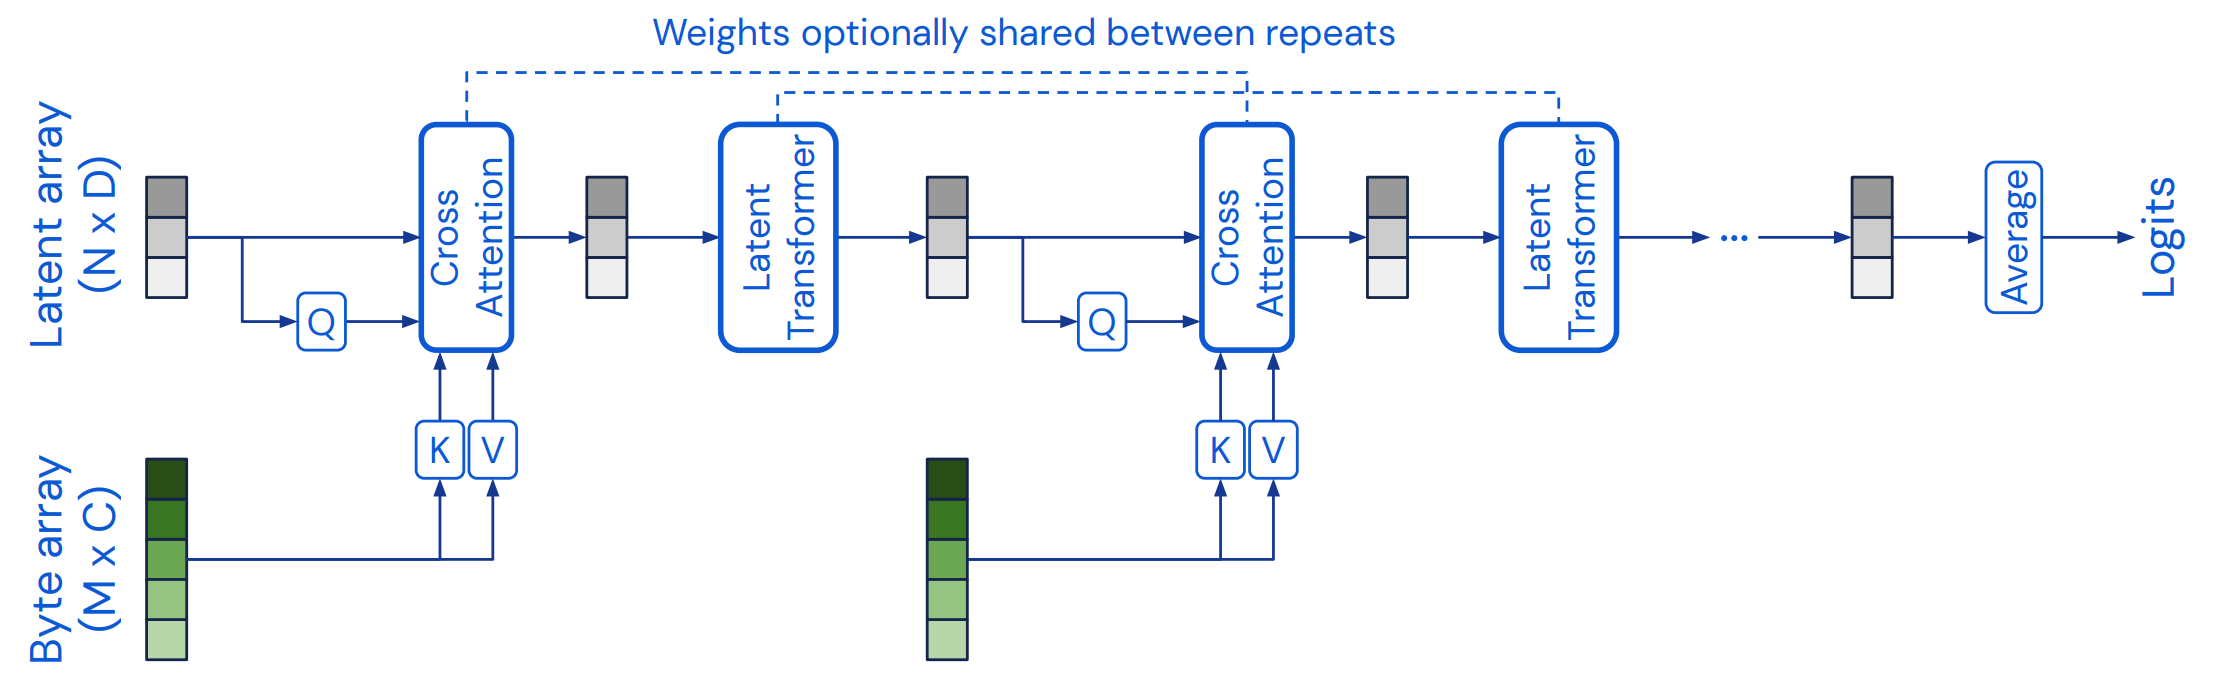 Weights optionally shared between repeats
Latent array
(N x D)
Cross
Attention
Latent
Transformer
Cross
Attention
Latent
Transformer
...
Average
Logits
Q
Q
K
V
K
V
Byte array
(M x C)